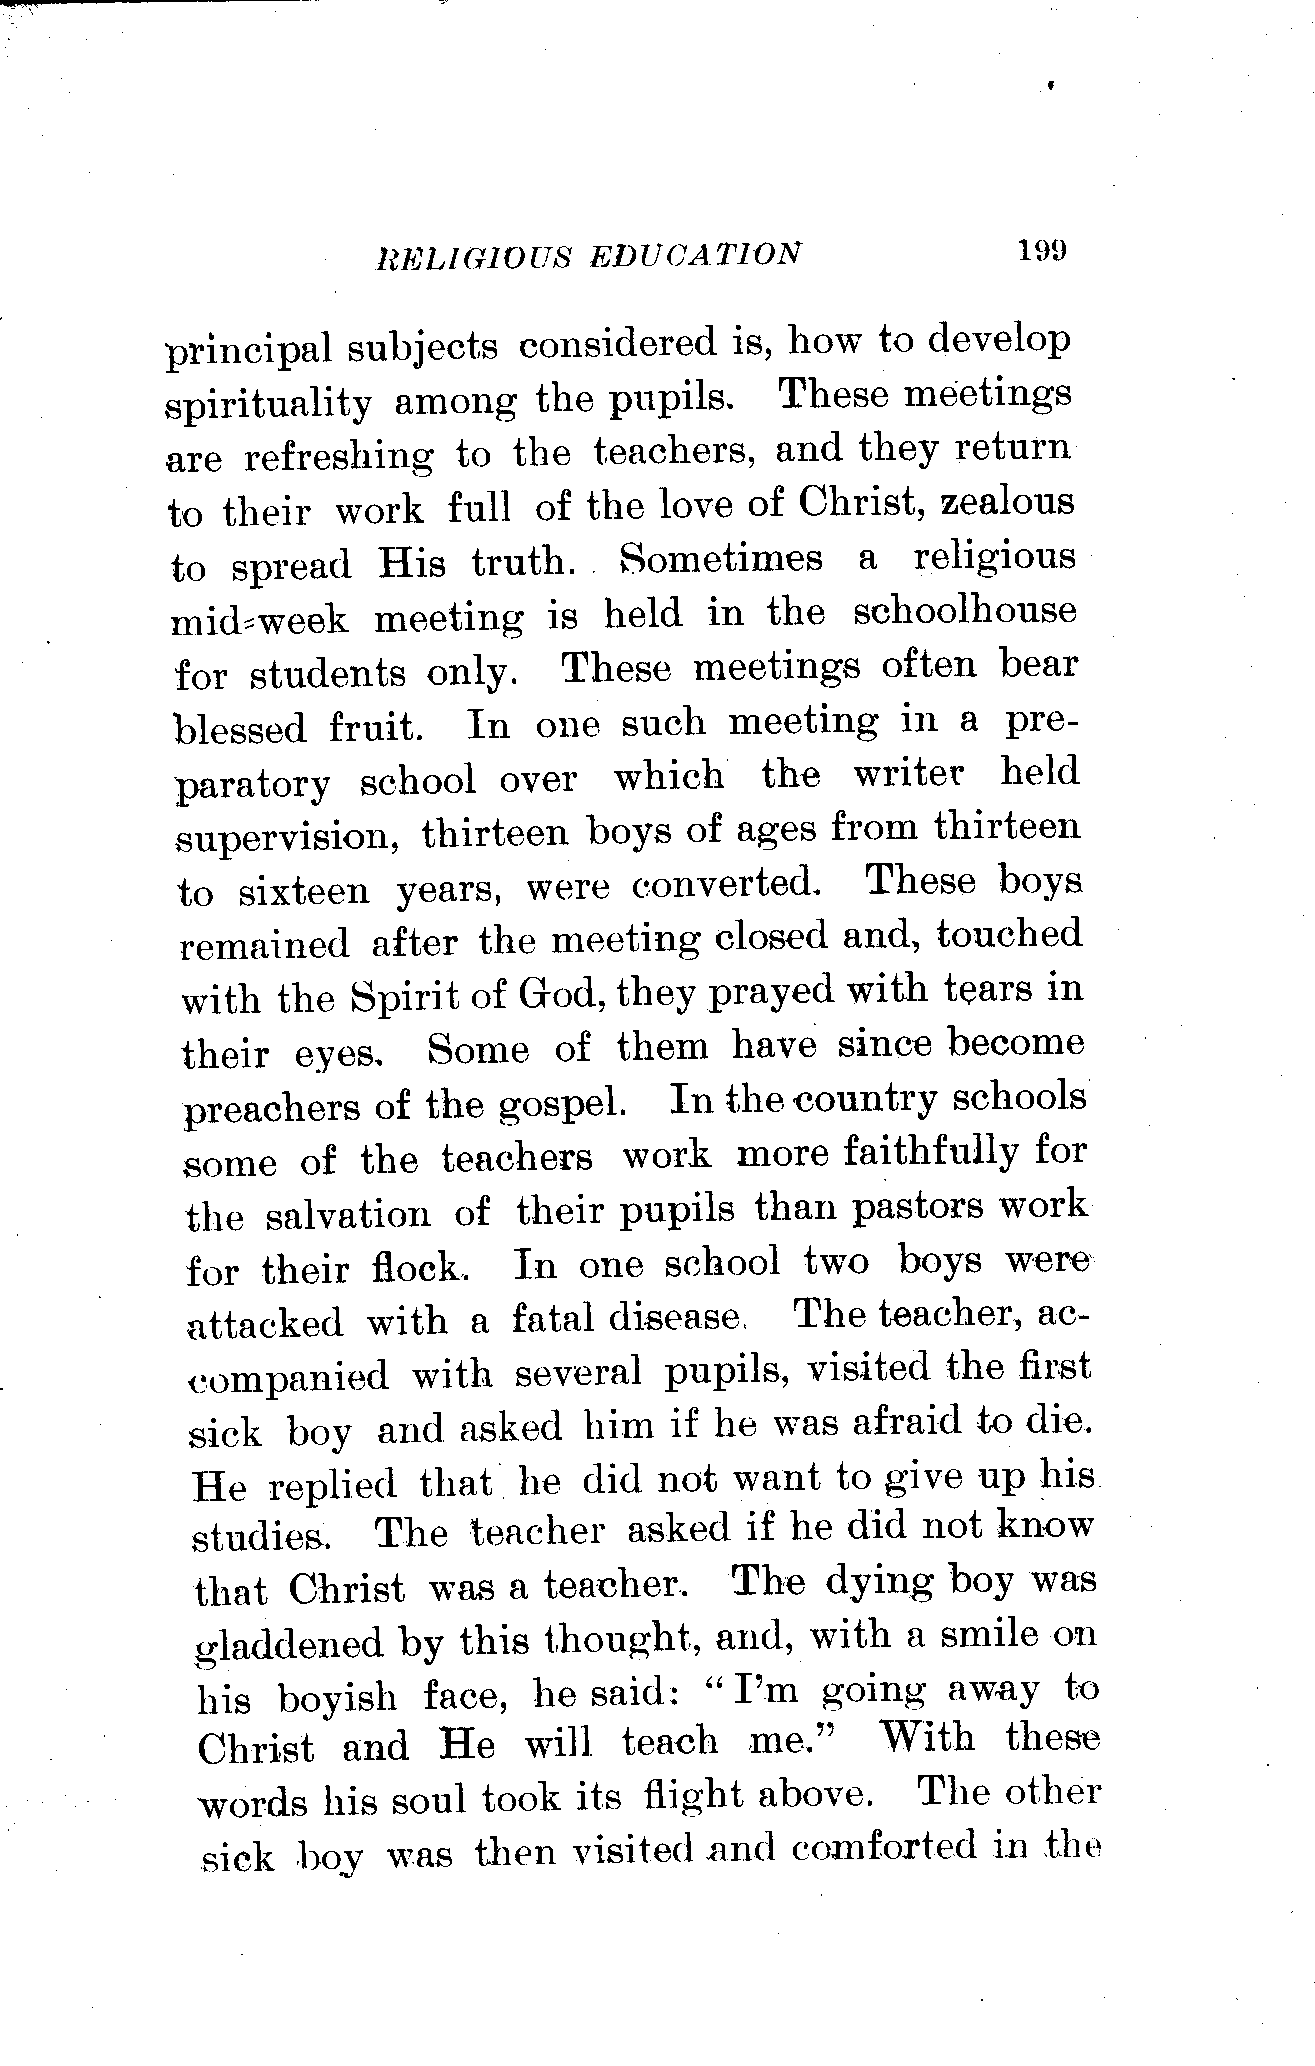 RELIGIOUS EDUCATION 199
principal subjects considered is, how to develop
spirituality among the pupils. These meetings
are refreshing to the teachers, and they return
to their work full of the love of Christ, zealous
to spread His truth. Sometimes a religious
mid-week meeting is held in the schoolhouse
for students only. These meetings often bear
blessed fruit. In one such meeting in a pre-
paratory school over which the writer held
supervision, thirteen boys of ages from thirteen
to sixteen years, were converted. These boys
remained after the meeting closed and, touched
with the Spirit of God, they prayed with tears in
their eyes. Some of them have since become
preachers of the gospel. In the country schools
some of the teachers work more faithfully for
the salvation of their pupils than pastors work
for their flock. In one school two boys were
attacked with a fatal disease. The teacher, ac-
companied with several pupils, visited the first
sick boy and asked him if he was afraid to die.
He replied that he did not want to give up his
studies. The teacher asked if he did not know
that Christ was a teacher. The dying boy was
gladdened by this thought, and, with a smile on
his boyish face, he said: “I'm going away to
Christ and He will teach me.” With these
words his soul took its flight above. The other
sick boy was then visited and comforted in the